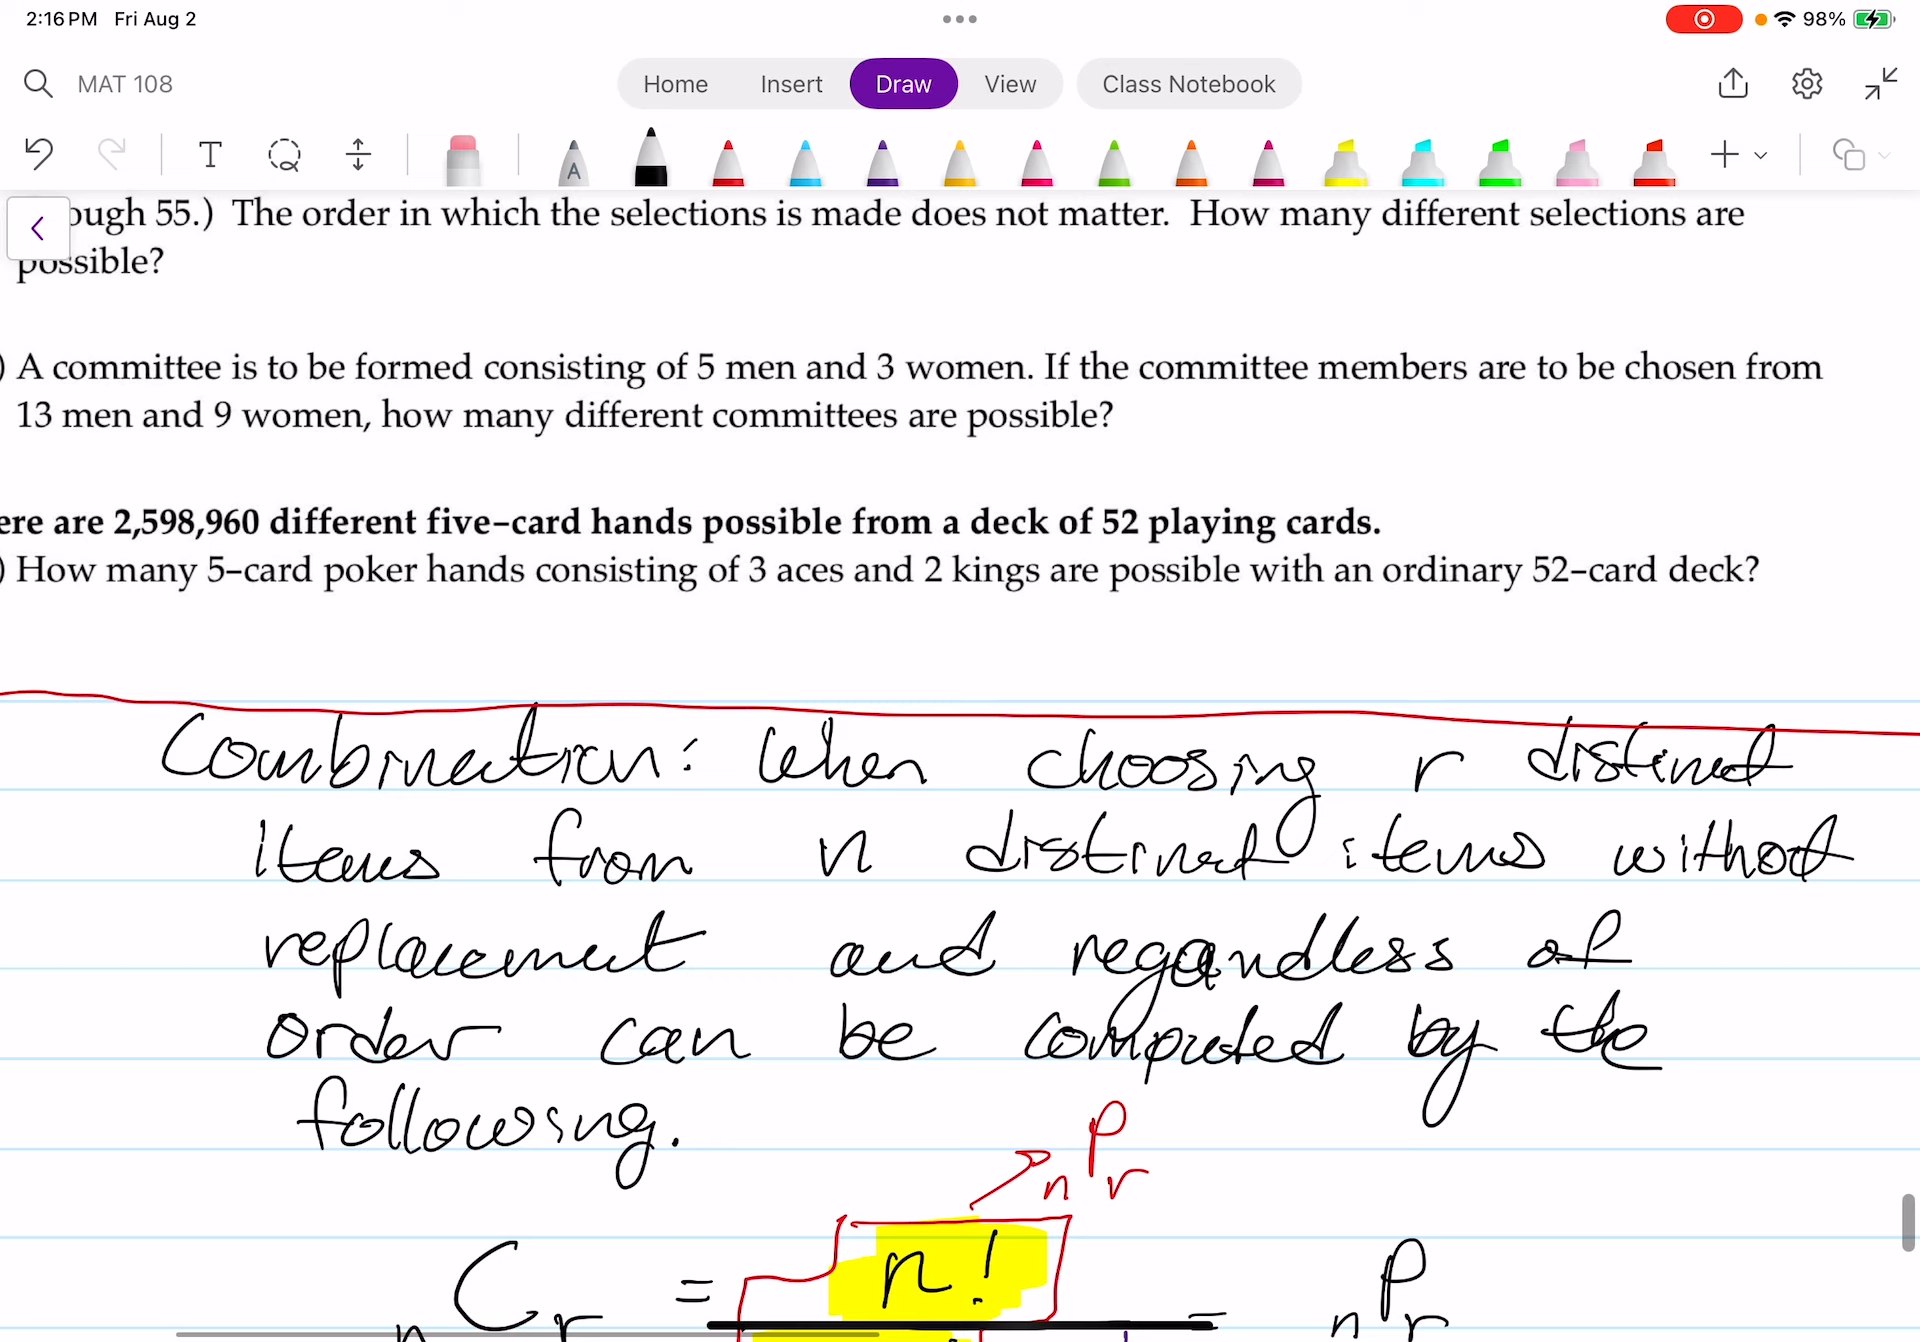 2:16 PM Fri Aug 2 98%
MAT 108 Home Insert Draw View Class Notebook
T A
ough 55.) The order in which the selections is made does not matter. How many different selections are
possible?
) A committee is to be formed consisting of 5 men and 3 women. If the committee members are to be chosen from
13 men and 9 women, how many different committees are possible?
ere are 2,598,960 different five-card hands possible from a deck of 52 playing cards.
) How many 5-card poker hands consisting of 3 aces and 2 kings are possible with an ordinary 52-card deck?
Combination: When choosing r distinct
items from n distinct items without
replacement and regardless of
order can be computed by the
following.
n P r
n C r = n! = n P r